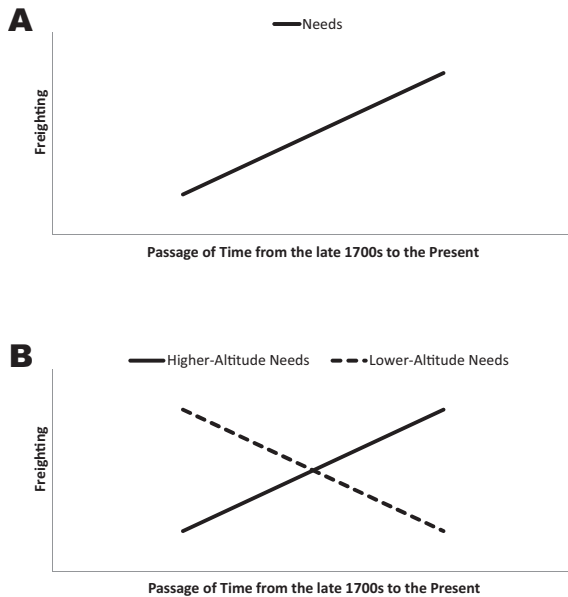 A
Needs
Freighting
Passage of Time from the late 1700s to the Present
B
Higher-Altitude Needs Lower-Altitude Needs
Freighting
Passage of Time from the late 1700s to the Present